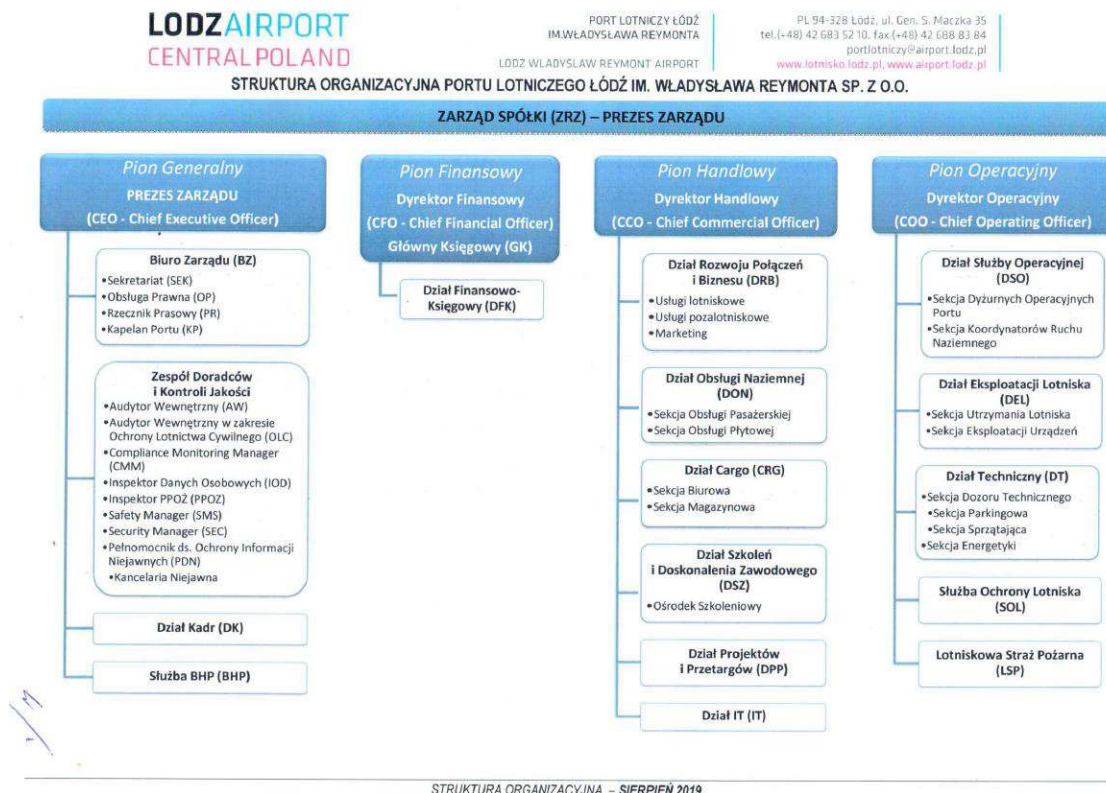 LODZAIRPORT
CENTRALPOLAND
PORT LOTNICZY ŁÓDŹ
IM.WŁADYSŁAWA REYMONTA
LODZ WLADYSLAW REYMONT AIRPORT
PL 94-328 Łódź, ul. Gen. S. Maczka 35
tel.(+48) 42 683 52 10, fax (+48) 42 688 83 84
portlotniczy@airport.lodz.pl
www.lotnisko.lodz.pl, www.airport.lodz.pl
STRUKTURA ORGANIZACYJNA PORTU LOTNICZEGO ŁÓDŹ IM. WŁADYSŁAWA REYMONTA SP. Z O.O.
ZARZĄD SPÓŁKI (ZRZ) – PREZES ZARZĄDU
Pion Generalny
PREZES ZARZĄDU
(CEO - Chief Executive Officer)
Biuro Zarządu (BZ)
•Sekretariat (SEK)
•Obsługa Prawna (OP)
•Rzecznik Prasowy (PR)
•Kapelan Portu (KP)
Zespół Doradców
i Kontroli Jakości
•Audytor Wewnętrzny (AW)
•Audytor Wewnętrzny w zakresie
Ochrony Lotnictwa Cywilnego (OLC)
•Compliance Monitoring Manager
(CMM)
•Inspektor Danych Osobowych (IOD)
•Inspektor PPOŻ (PPOZ)
•Safety Manager (SMS)
•Security Manager (SEC)
•Pełnomocnik ds. Ochrony Informacji
Niejawnych (PDN)
•Kancelaria Niejawna
Dział Kadr (DK)
Służba BHP (BHP)
Pion Finansowy
Dyrektor Finansowy
(CFO - Chief Financial Officer)
Główny Księgowy (GK)
Dział Finansowo-
Księgowy (DFK)
Pion Handlowy
Dyrektor Handlowy
(CCO - Chief Commercial Officer)
Dział Rozwoju Połączeń
i Biznesu (DRB)
•Usługi lotniskowe
•Usługi pozalotniskowe
•Marketing
Dział Obsługi Naziemnej
(DON)
•Sekcja Obsługi Pasażerskiej
•Sekcja Obsługi Płytowej
Dział Cargo (CRG)
•Sekcja Biurowa
•Sekcja Magazynowa
Dział Szkoleń
i Doskonalenia Zawodowego
(DSZ)
•Ośrodek Szkoleniowy
Dział Projektów
i Przetargów (DPP)
Dział IT (IT)
Pion Operacyjny
Dyrektor Operacyjny
(COO - Chief Operating Officer)
Dział Służby Operacyjnej
(DSO)
•Sekcja Dyżurnych Operacyjnych
Portu
•Sekcja Koordynatorów Ruchu
Naziemnego
Dział Eksploatacji Lotniska
(DEL)
•Sekcja Utrzymania Lotniska
•Sekcja Eksploatacji Urządzeń
Dział Techniczny (DT)
•Sekcja Dozoru Technicznego
•Sekcja Parkingowa
•Sekcja Sprzątająca
•Sekcja Energetyki
Służba Ochrony Lotniska
(SOL)
Lotniskowa Straż Pożarna
(LSP)
STRUKTURA ORGANIZACYJNA – SIERPIEŃ 2019